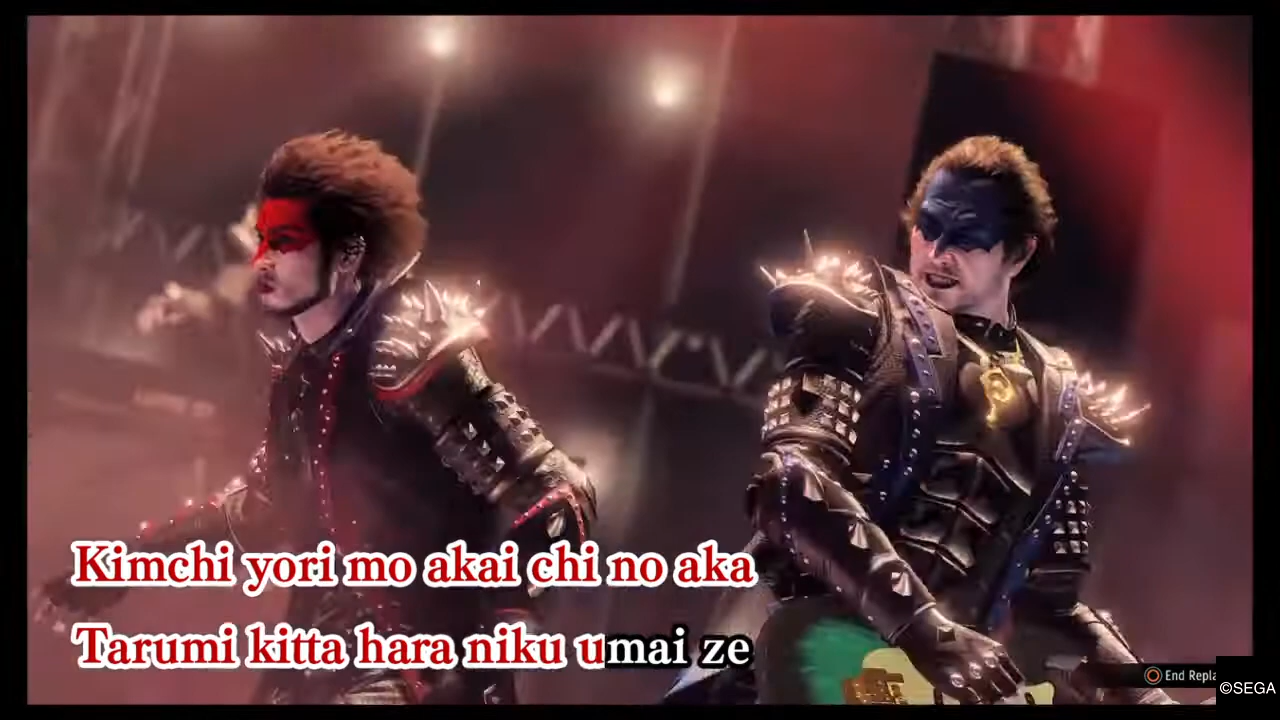 Kimchi yori mo akai chi no aka
Tarumi kitta hara niku umai ze
End Repla
©SEGA